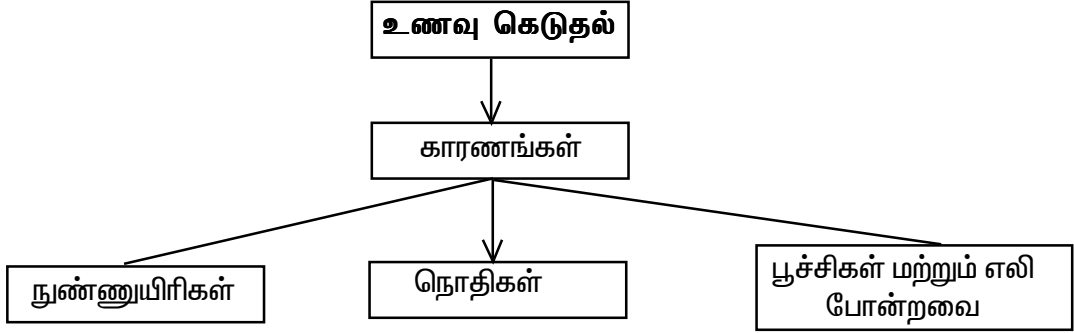 உணவு கெடுதல்
காரணங்கள்
நுண்ணுயிரிகள்
நொதிகள்
பூச்சிகள் மற்றும் எலி
போன்றவை